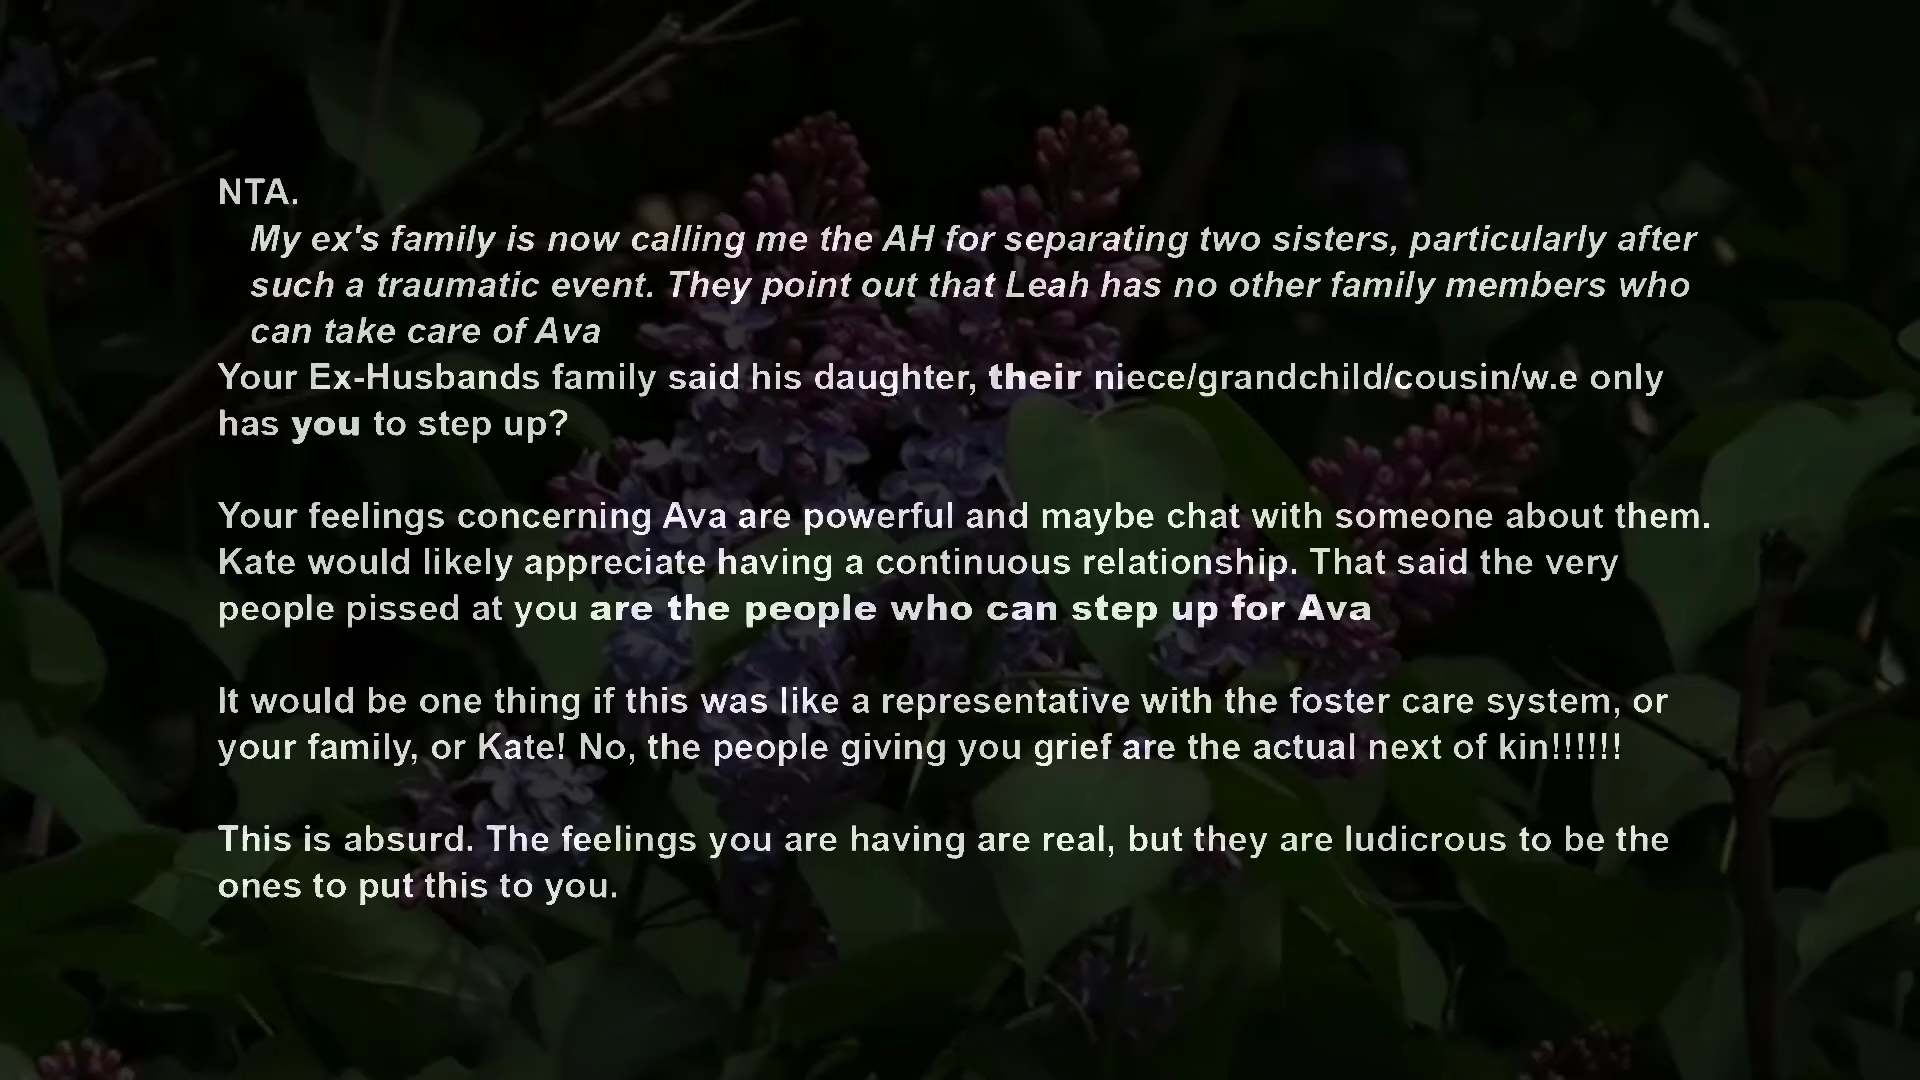 NTA.
My ex's family is now calling me the AH for separating two sisters, particularly after
such a traumatic event. They point out that Leah has no other family members who
can take care of Ava
Your Ex-Husbands family said his daughter, their niece/grandchild/cousin/w.e only
has you to step up?
Your feelings concerning Ava are powerful and maybe chat with someone about them.
Kate would likely appreciate having a continuous relationship. That said the very
people pissed at you are the people who can step up for Ava
It would be one thing if this was like a representative with the foster care system, or
your family, or Kate! No, the people giving you grief are the actual next of kin!!!!!!
This is absurd. The feelings you are having are real, but they are ludicrous to be the
ones to put this to you.